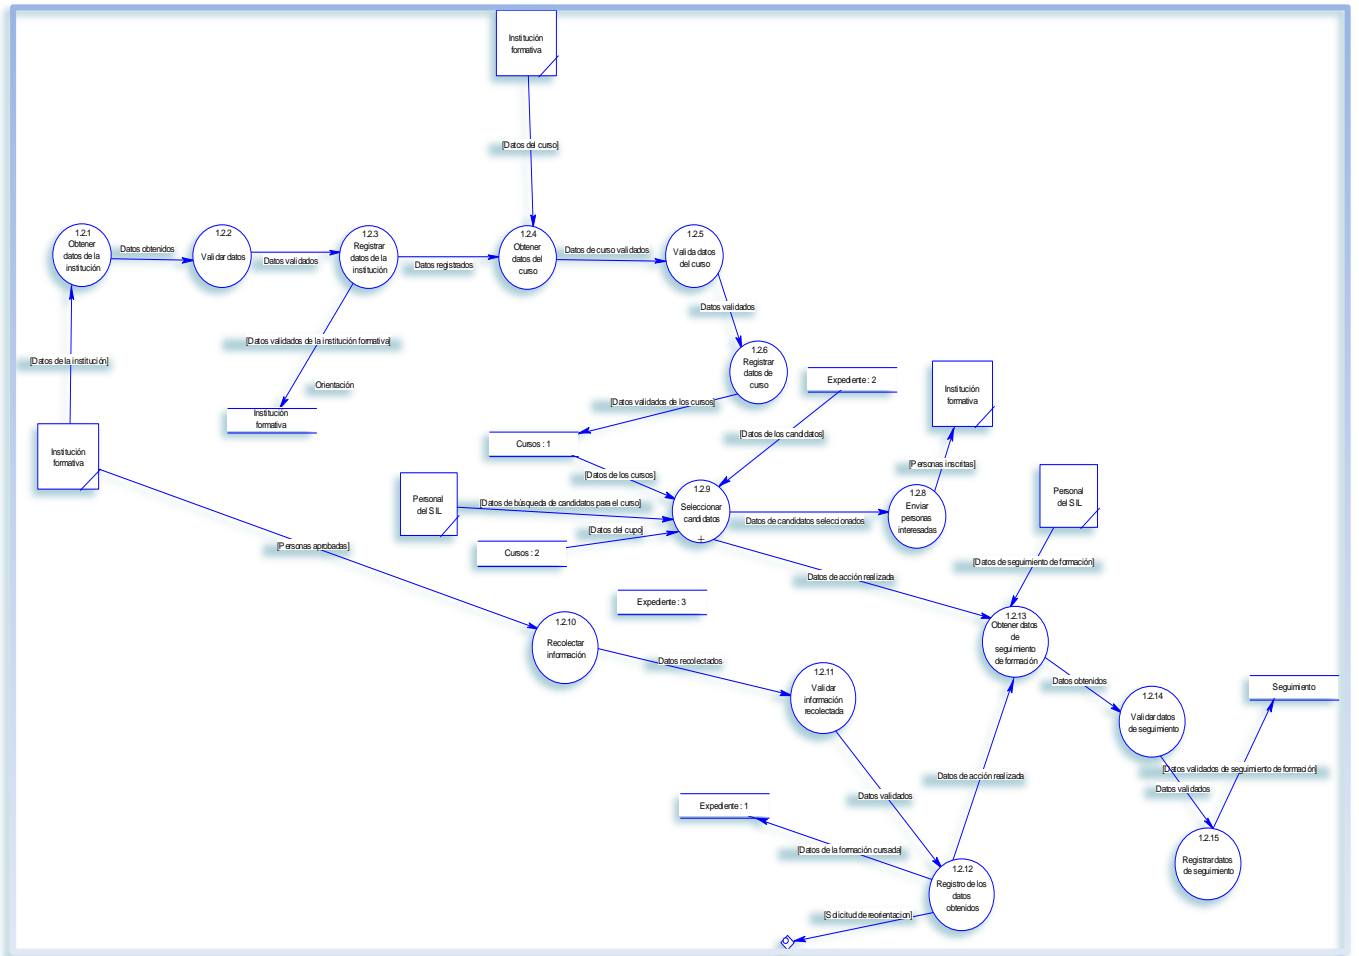 Institución
formativa
[Datos del curso]
1.2.1
Obtener
datos de la
institución
Datos obtenidos
1.2.2
Validar datos
Datos validados
1.2.3
Registrar
datos de la
institución
Datos registrados
1.2.4
Obtener
datos del
curso
Datos de curso validados
1.2.5
Valida datos
del curso
Datos validados
[Datos validados de la institución formativa]
[Datos de la institución]
1.2.6
Registrar
datos de
curso
Orientación
Institución
formativa
[Datos validados de los cursos]
Expediente : 2
Institución
formativa
Cursos : 1
[Datos de los candidatos]
Institución
formativa
[Datos de los cursos]
[Personas inscritas]
Personal
del SIL
[Datos de búsqueda de candidatos para el curso]
1.2.9
Seleccionar
candidatos
Datos de candidatos seleccionados
1.2.8
Enviar
personas
interesadas
Personal
del SIL
[Datos del cupo]
Cursos : 2
[Personas aprobadas]
[Datos de seguimiento de formación]
Datos de acción realizada
Expediente : 3
1.2.10
Recolectar
información
1.2.13
Obtener datos
de
seguimiento
de formación
Datos recolectados
1.2.11
Validar
información
recolectada
Datos obtenidos
1.2.14
Validar datos
de seguimiento
Seguimiento
[Datos validados de seguimiento de formación]
Datos de acción realizada
Datos validados
Datos validados
Expediente : 1
1.2.15
Registrar datos
de seguimiento
[Datos de la formación cursada]
1.2.12
Registro de los
datos
obtenidos
[Solicitud de reorientacion]